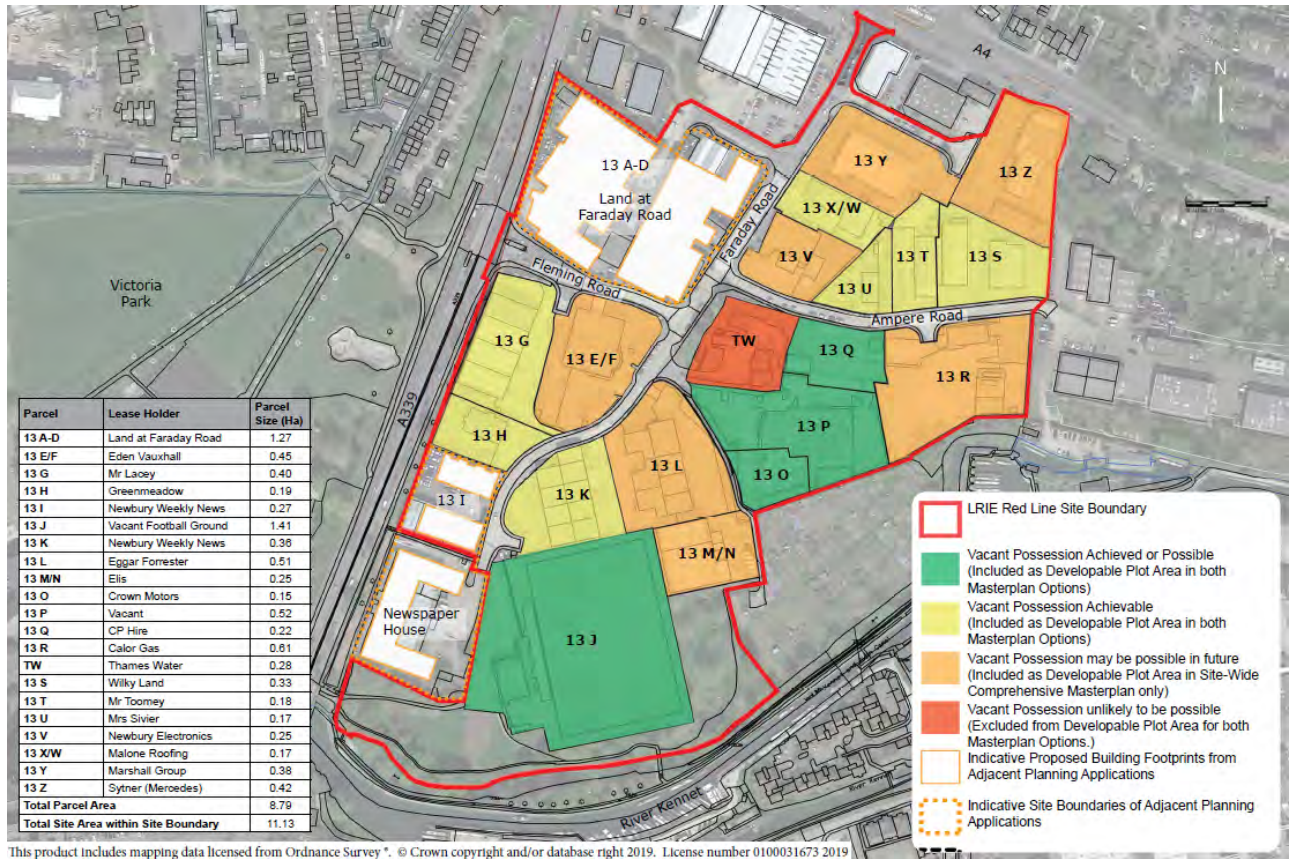 A4
N
13 A-D
Land at
Faraday Road
13 Y
13 Z
13 X/W
Faraday Road
13 V
13 T
13 S
13 U
Fleming Road
Ampere Road
Victoria
Park
A339
13 G
13 E/F
TW
13 Q
13 R
13 H
13 P
13 L
13 I
13 K
13 O
13 M/N
Newspaper
House
13 J
River Kennet
River Kennet
Parcel Lease Holder Parcel Size (Ha)
13 A-D Land at Faraday Road 1.27
13 E/F Eden Vauxhall 0.45
13 G Mr Lacey 0.40
13 H Greenmeadow 0.19
13 I Newbury Weekly News 0.27
13 J Vacant Football Ground 1.41
13 K Newbury Weekly News 0.36
13 L Eggar Forrester 0.51
13 M/N Elis 0.25
13 O Crown Motors 0.15
13 P Vacant 0.52
13 Q CP Hire 0.22
13 R Calor Gas 0.61
TW Thames Water 0.28
13 S Wilky Land 0.33
13 T Mr Toomey 0.18
13 U Mrs Sivier 0.17
13 V Newbury Electronics 0.25
13 X/W Malone Roofing 0.17
13 Y Marshall Group 0.38
13 Z Sytner (Mercedes) 0.42
Total Parcel Area 8.79
Total Site Area within Site Boundary 11.13
LRIE Red Line Site Boundary
Vacant Possession Achieved or Possible
(Included as Developable Plot Area in both
Masterplan Options)
Vacant Possession Achievable
(Included as Developable Plot Area in both
Masterplan Options)
Vacant Possession may be possible in future
(Included as Developable Plot Area in Site-Wide
Comprehensive Masterplan only)
Vacant Possession unlikely to be possible
(Excluded from Developable Plot Area for both
Masterplan Options.)
Indicative Proposed Building Footprints from
Adjacent Planning Applications
Indicative Site Boundaries of Adjacent Planning
Applications
This product includes mapping data licensed from Ordnance Survey ®. © Crown copyright and/or database right 2019. License number 0100031673 2019